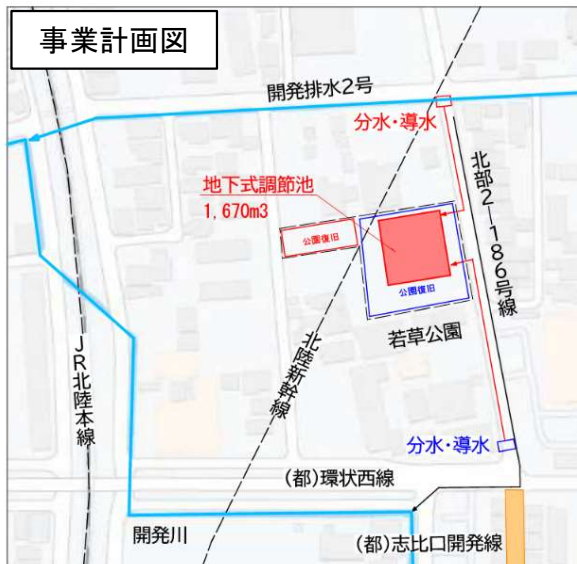 事業計画図
開発排水2号
分水・導水
地下式調節池
1,670m3
北部2―186号線
公園復旧
公園復旧
若草公園
北陸新幹線
JR北陸本線
分水・導水
(都)環状西線
開発川
(都)志比口開発線